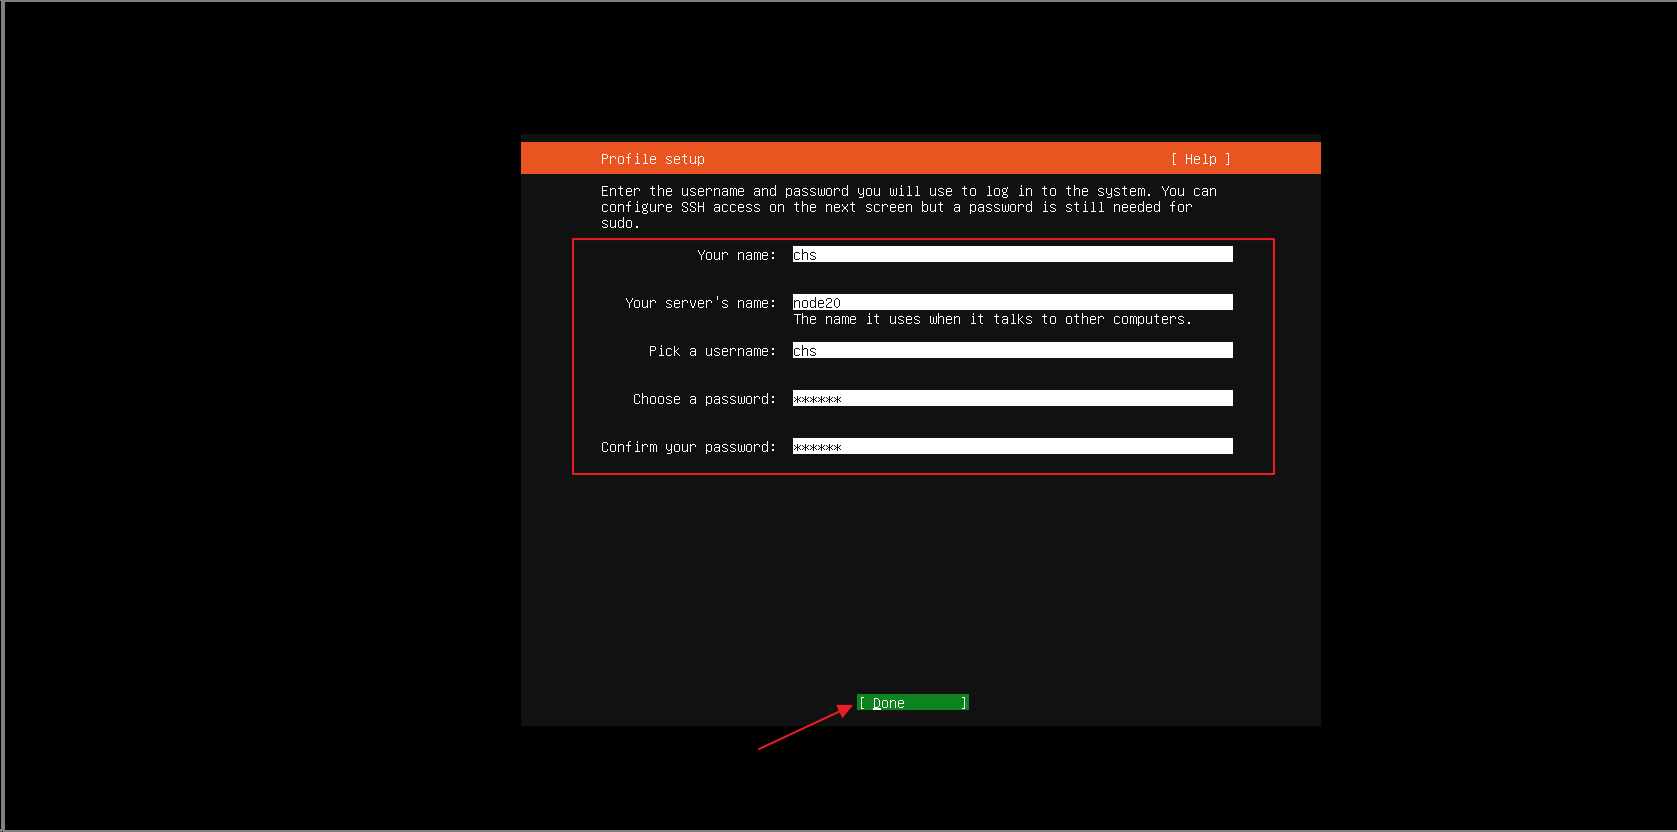 Profile setup [ Help ]
Enter the username and password you will use to log in to the system. You can
configure SSH access on the next screen but a password is still needed for
sudo.
Your name: chs
Your server's name: node20
The name it uses when it talks to other computers.
Pick a username: chs
Choose a password: ******
Confirm your password: ******
[ Done ]